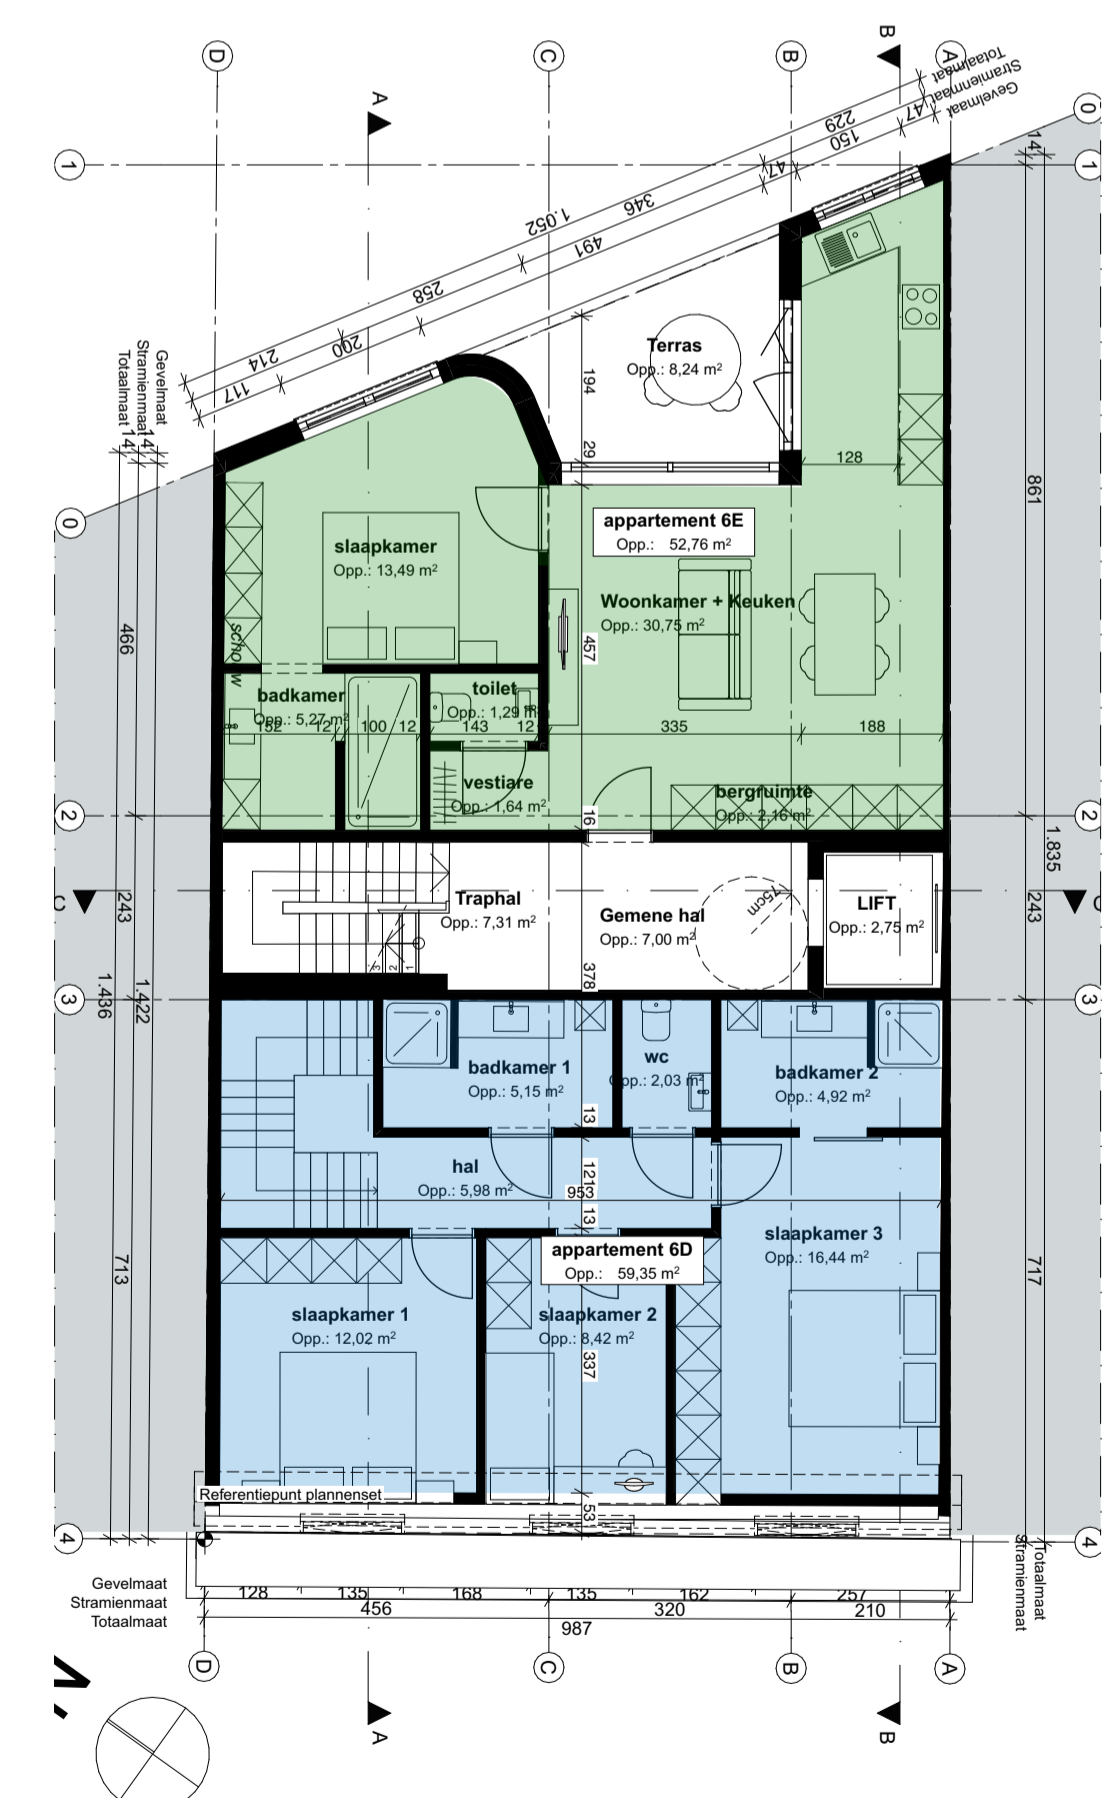 D
C
B
B
A
A
Totaalmaat
Stramienmaat
Gevelmaat
0
1
1
14
47
229
150
47
346
1.052
491
258
200
214
117
Gevelmaat
Stramienmaat
Totaalmaat
14
14
0
Terras
Opp.: 8,24 m²
194
29
128
861
appartement 6E
Opp.: 52,76 m²
slaapkamer
Opp.: 13,49 m²
Woonkamer + Keuken
Opp.: 30,75 m²
schouw
466
457
badkamer
Opp.: 5,27 m²
toilet
Opp.: 1,29 m²
152
12
100
12
143
12
335
188
vestiare
Opp.: 1,64 m²
bergruimte
Opp.: 2,16 m²
16
2
2
1.835
C
243
Traphal
Opp.: 7,31 m²
Gemene hal
Opp.: 7,00 m²
75cm
LIFT
Opp.: 2,75 m²
243
3
2
1
378
1.436
1.422
3
3
badkamer 1
Opp.: 5,15 m²
wc
Opp.: 2,03 m²
badkamer 2
Opp.: 4,92 m²
13
hal
Opp.: 5,98 m²
121
953
13
slaapkamer 3
Opp.: 16,44 m²
appartement 6D
Opp.: 59,35 m²
713
717
slaapkamer 1
Opp.: 12,02 m²
slaapkamer 2
Opp.: 8,42 m²
337
Referentiepunt plannenset
53
4
4
Totaalmaat
Stramienmaat
Gevelmaat
128
135
168
135
162
257
Stramienmaat
456
320
210
Totaalmaat
987
D
C
B
A
A
B